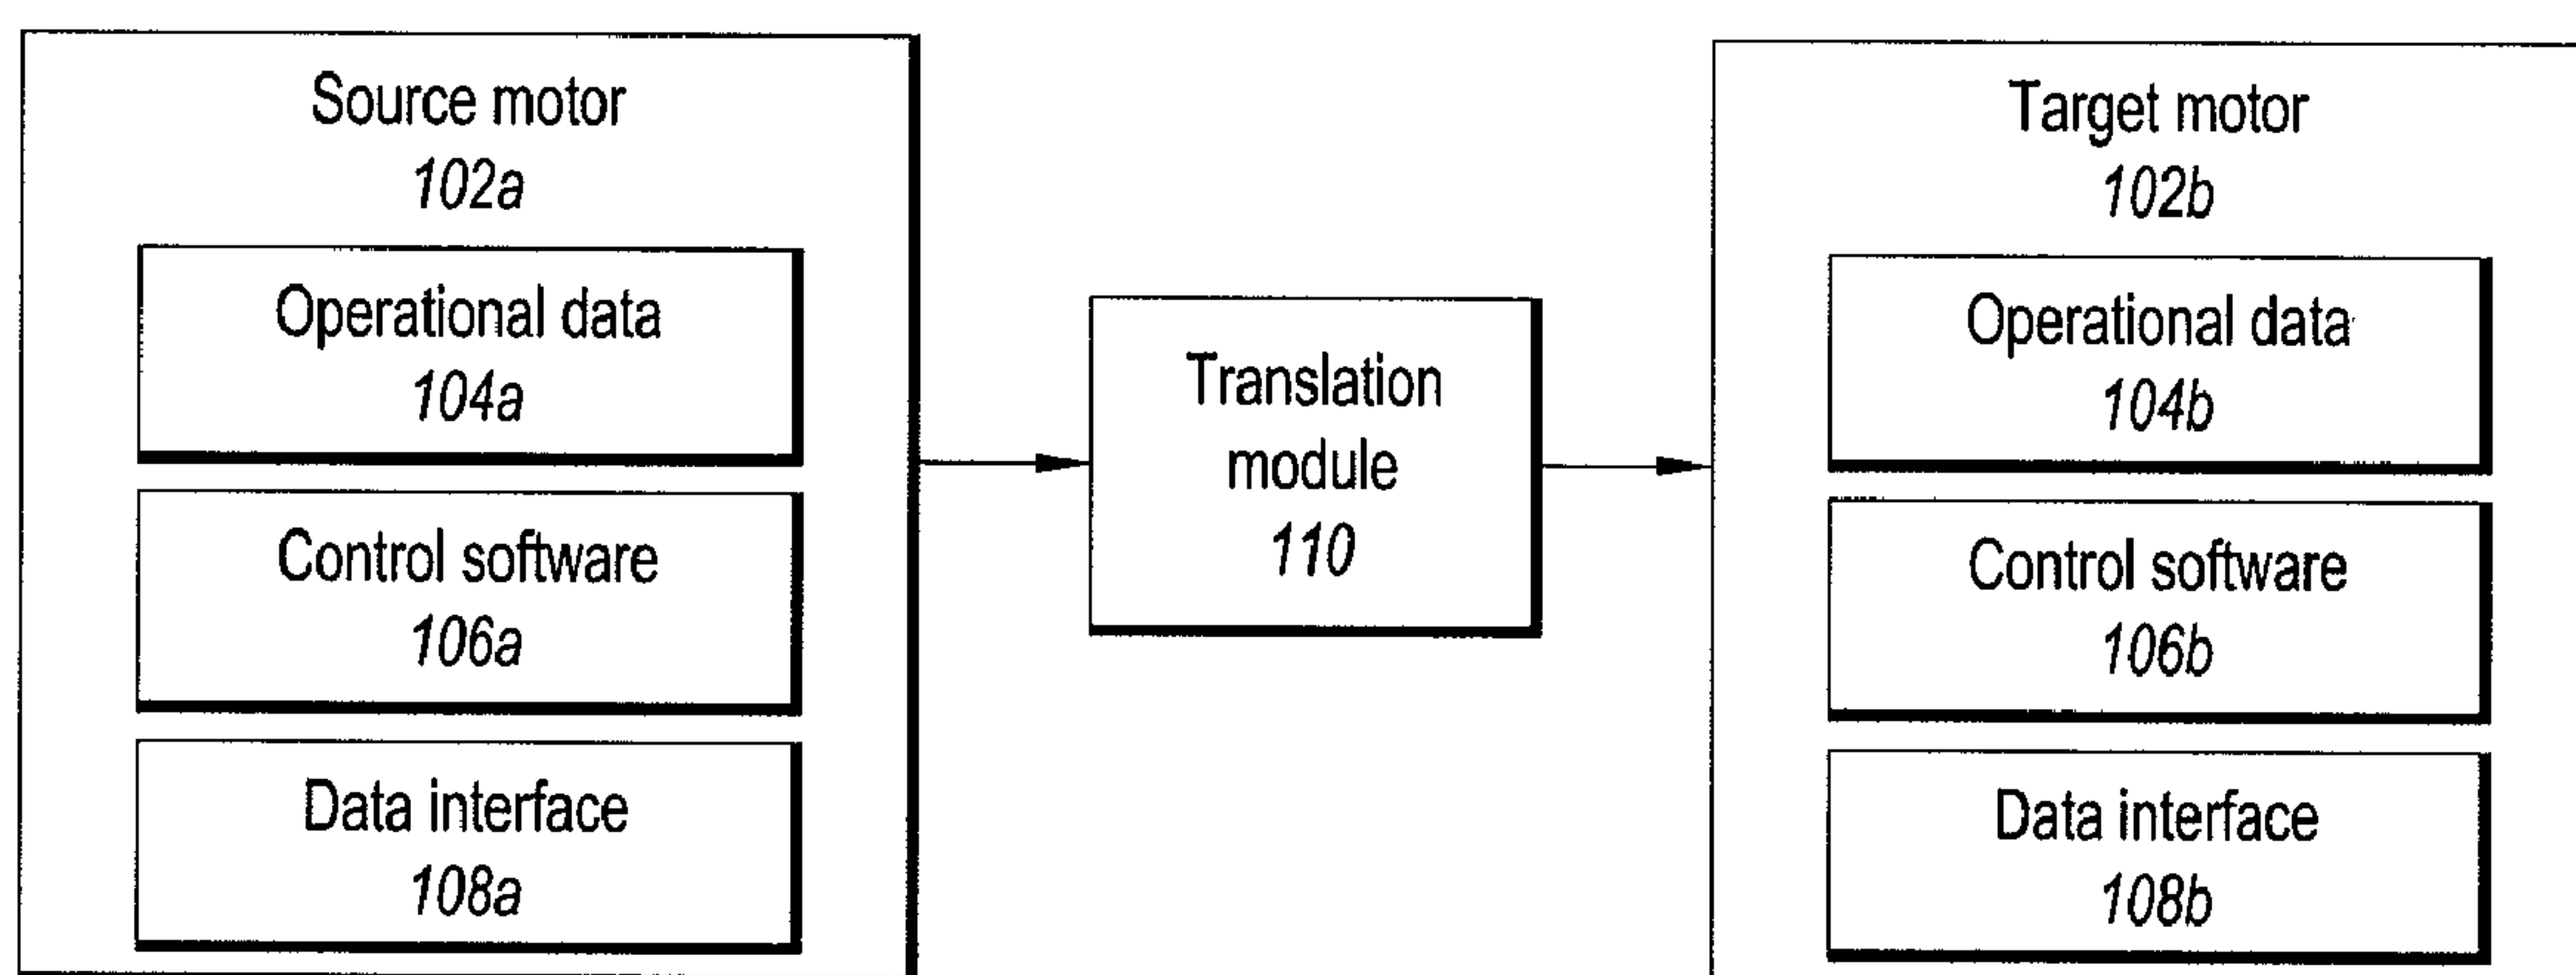 Source motor
102a
Operational data
104a
Control software
106a
Data interface
108a
Translation
module
110
Target motor
102b
Operational data
104b
Control software
106b
Data interface
108b